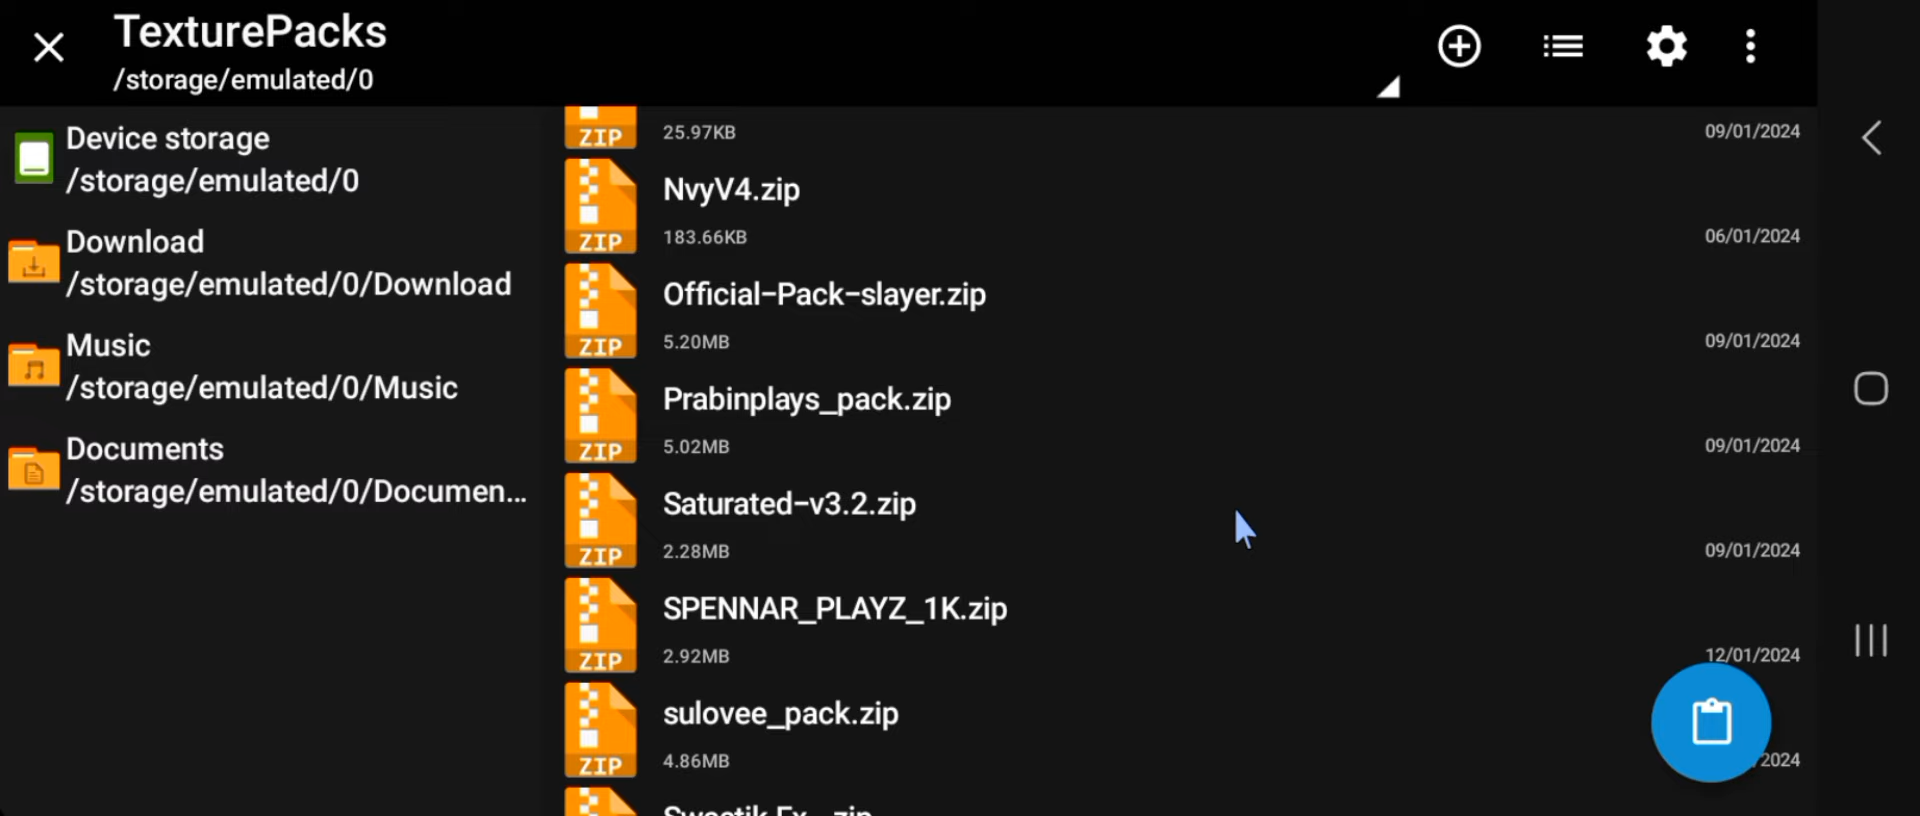 TexturePacks
/storage/emulated/0
Device storage
/storage/emulated/0
Download
/storage/emulated/0/Download
Music
/storage/emulated/0/Music
Documents
/storage/emulated/0/Documen...
ZIP
25.97KB
09/01/2024
NvyV4.zip
ZIP
183.66KB
06/01/2024
Official-Pack-slayer.zip
ZIP
5.20MB
09/01/2024
Prabinplays_pack.zip
ZIP
5.02MB
09/01/2024
Saturated-v3.2.zip
ZIP
2.28MB
09/01/2024
SPENNAR_PLAYZ_1K.zip
ZIP
2.92MB
12/01/2024
sulovee_pack.zip
ZIP
4.86MB
2024